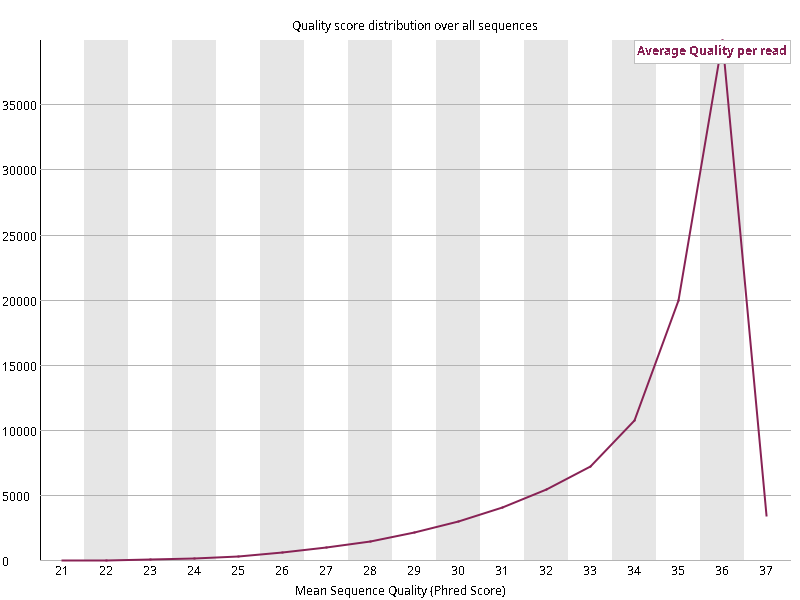 Quality score distribution over all sequences
Average Quality per read
35000
30000
25000
20000
15000
10000
5000
0
21 22 23 24 25 26 27 28 29 30 31 32 33 34 35 36 37
Mean Sequence Quality (Phred Score)